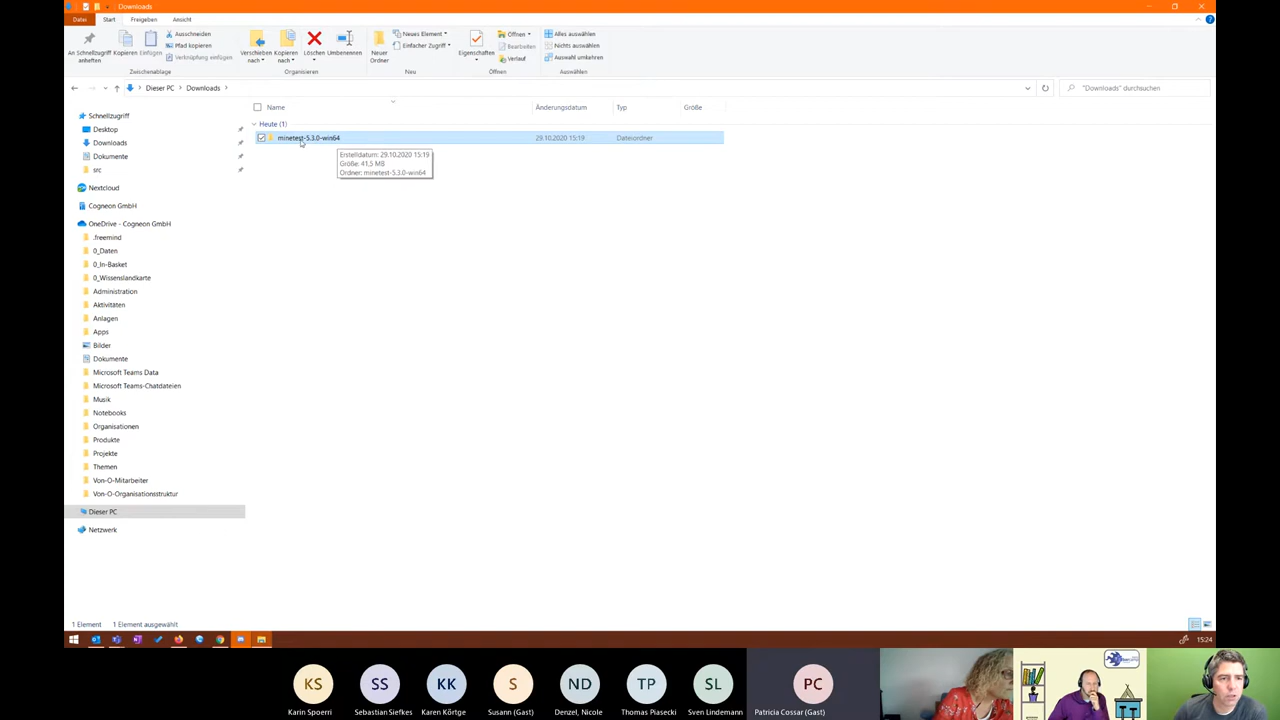 Downloads
Datei Start Freigeben Ansicht
An Schnellzugriff anheften
Kopieren
Einfügen
Ausschneiden
Pfad kopieren
Verknüpfung einfügen
Zwischenablage
Verschieben nach
Kopieren nach
Löschen
Umbenennen
Organisieren
Neuer Ordner
Neues Element
Einfacher Zugriff
Neu
Eigenschaften
Öffnen
Bearbeiten
Verlauf
Öffnen
Alles auswählen
Nichts auswählen
Auswahl umkehren
Auswählen
Dieser PC Downloads
"Downloads" durchsuchen
Name Änderungsdatum Typ Größe
Heute (1)
minetest-5.3.0-win64 29.10.2020 15:19 Dateiordner
Erstelldatum: 29.10.2020 15:19
Größe: 41,5 MB
Ordner: minetest-5.3.0-win64
Schnellzugriff
Desktop
Downloads
Dokumente
src
Nextcloud
Cogneon GmbH
OneDrive - Cogneon GmbH
.freemind
0_Daten
0_In-Basket
0_Wissenslandkarte
Administration
Aktivitäten
Anlagen
Apps
Bilder
Dokumente
Microsoft Teams Data
Microsoft Teams-Chatdateien
Musik
Notebooks
Organisationen
Produkte
Projekte
Themen
Von-O-Mitarbeiter
Von-O-Organisationsstruktur
Dieser PC
Netzwerk
1 Element 1 Element ausgewählt
15:24
KS SS KK S ND TP SL PC
Karin Spoerri Sebastian Siefkes Karen Körtge Susann (Gast) Denzel, Nicole Thomas Piasecki Sven Lindemann Patricia Cossar (Gast)